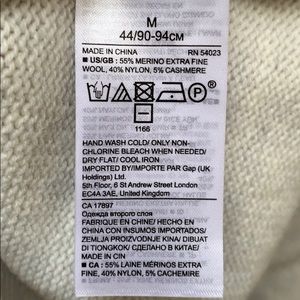 M
44/90-94см
MADE IN CHINA RN 54023
■ US/GB : 55% MERINO EXTRA FINE
WOOL, 40% NYLON, 5% CASHMERE
1166
HAND WASH COLD/ ONLY NON-
CHLORINE BLEACH WHEN NEEDED/
DRY FLAT/ COOL IRON
IMPORTED BY/IMPORTE PAR Gap (UK
Holdings) Ltd.
5th Floor, 6 St Andrew Street London
EC4A 3AE, United Kingdom
CA 17897
Одежда второго слоя
FABRIQUE EN CHINE/ HECHO EN
CHINA CON INSUMOS IMPORTADOS/
ZEMLJA PROIZVODNJE KINA/ DIBUAT
DI TIONGKOK/ СДЕЛАНО В КИТАЕ
MADE IN CIN
■ CA : 55% LAINE MÉRINOS EXTRA
FINE, 40% NYLON, 5% CACHEMIRE